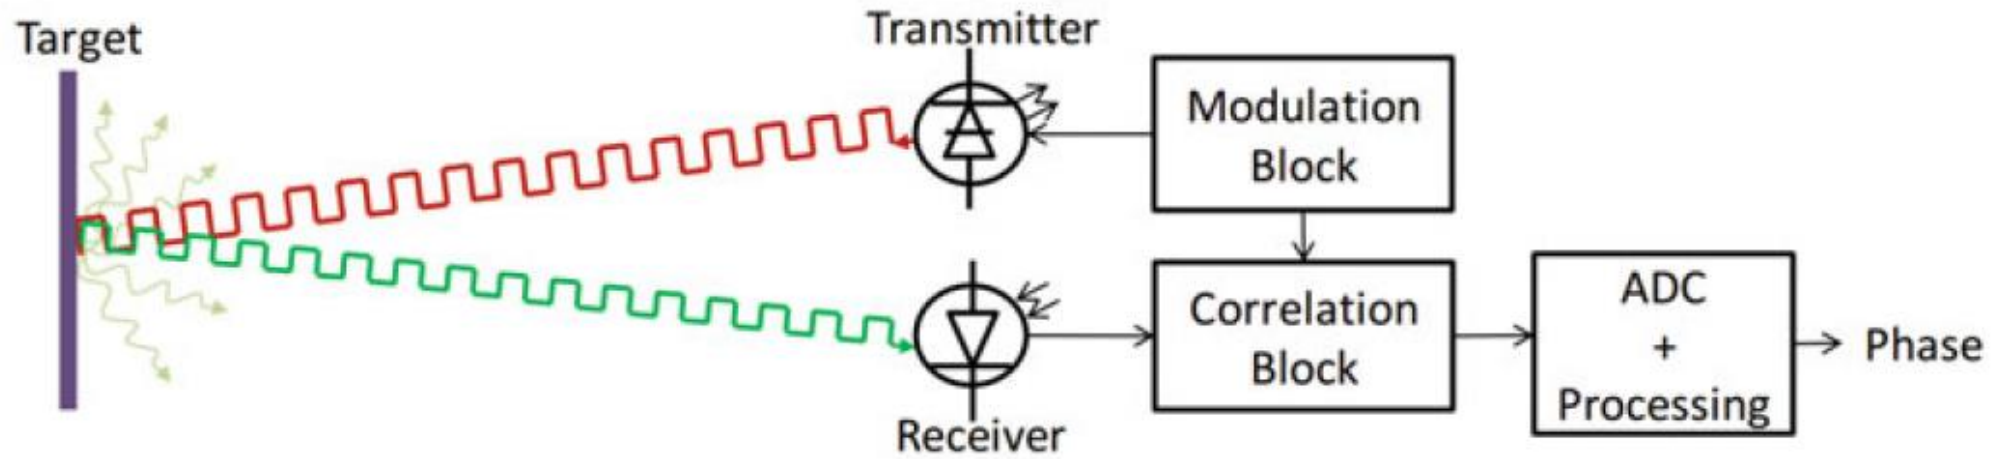 Target
Transmitter
Modulation
Block
Correlation
Block
ADC
+
Processing
Phase
Receiver